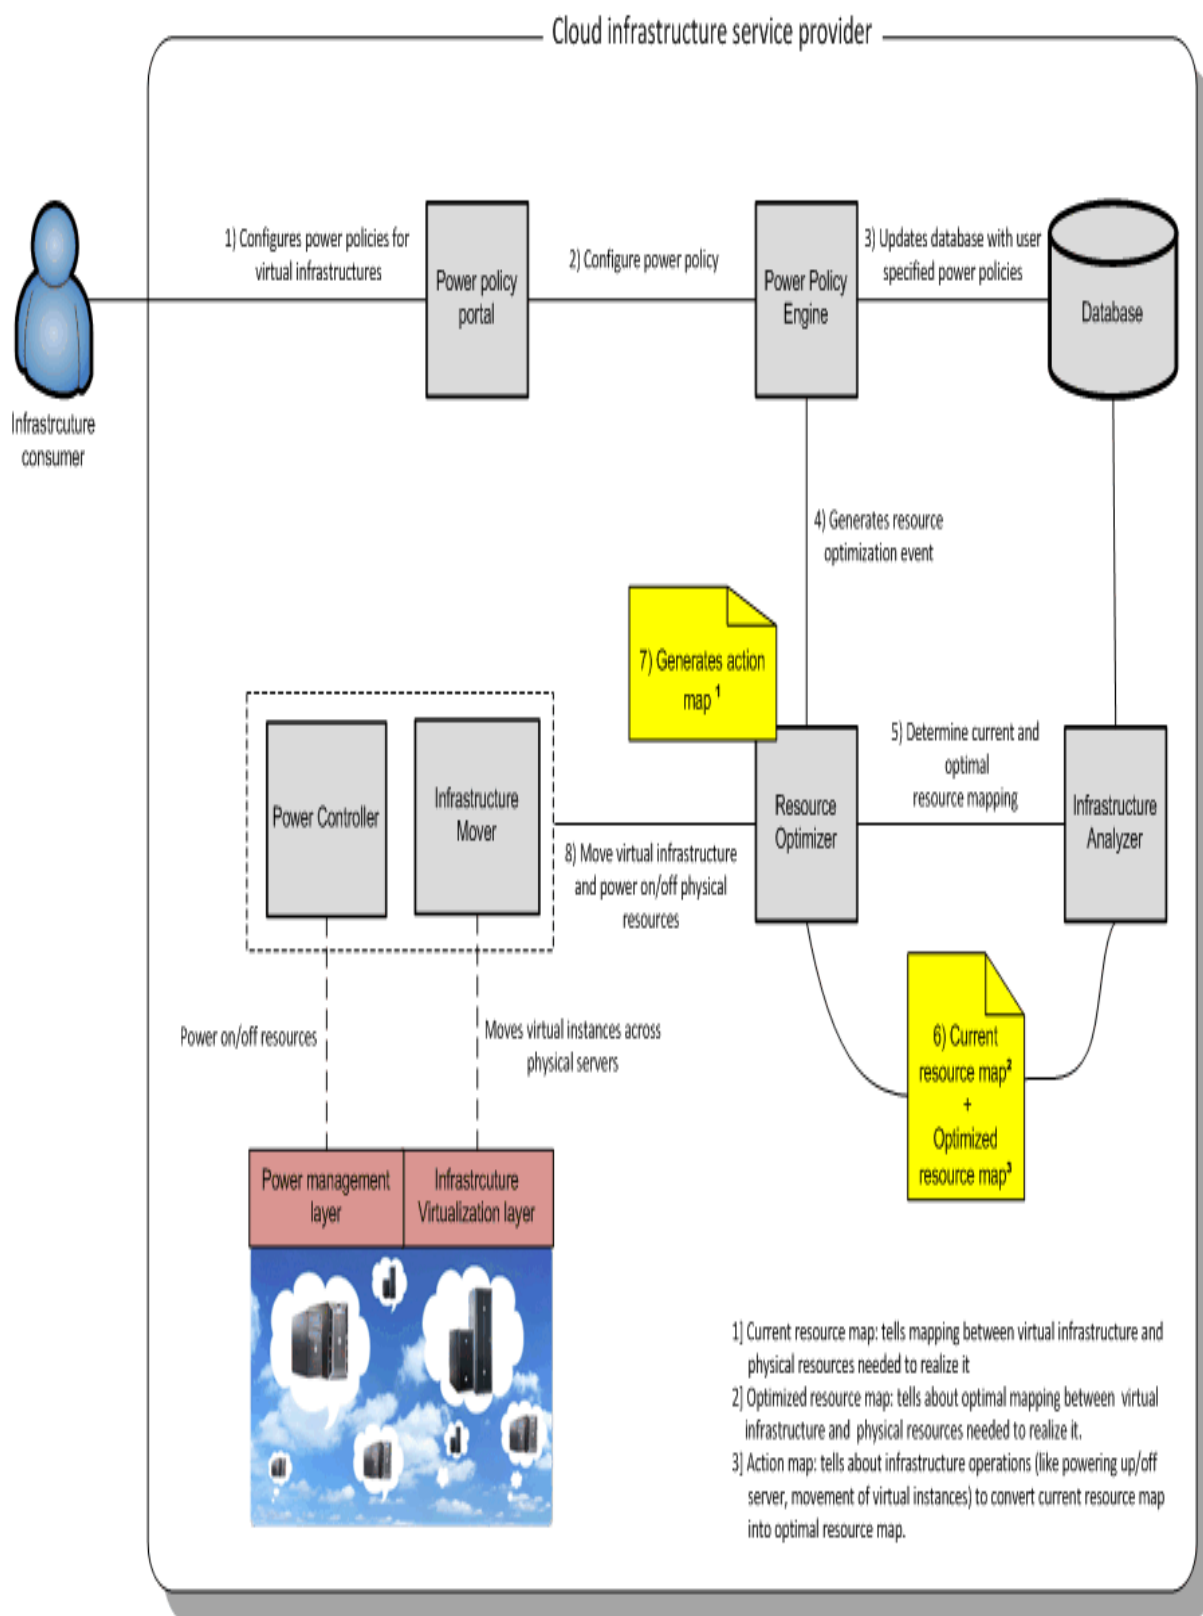 Cloud infrastructure service provider
1) Configures power policies for
virtual infrastructures
2) Configure power policy
3) Updates database with user
specified power policies
Power policy
portal
Power Policy
Engine
Database
Infrastrcuture
consumer
4) Generates resource
optimization event
7) Generates action
map ¹
5) Determine current and
optimal
resource mapping
Power Controller
Infrastructure
Mover
Resource
Optimizer
Infrastructure
Analyzer
8) Move virtual infrastructure
and power on/off physical
resources
Power on/off resources
Moves virtual instances across
physical servers
6) Current
resource map²
+
Optimized
resource map³
Power management
layer
Infrastrcuture
Virtualization layer
1] Current resource map: tells mapping between virtual infrastructure and
physical resources needed to realize it
2] Optimized resource map: tells about optimal mapping between virtual
infrastructure and physical resources needed to realize it.
3] Action map: tells about infrastructure operations (like powering up/off
server, movement of virtual instances) to convert current resource map
into optimal resource map.